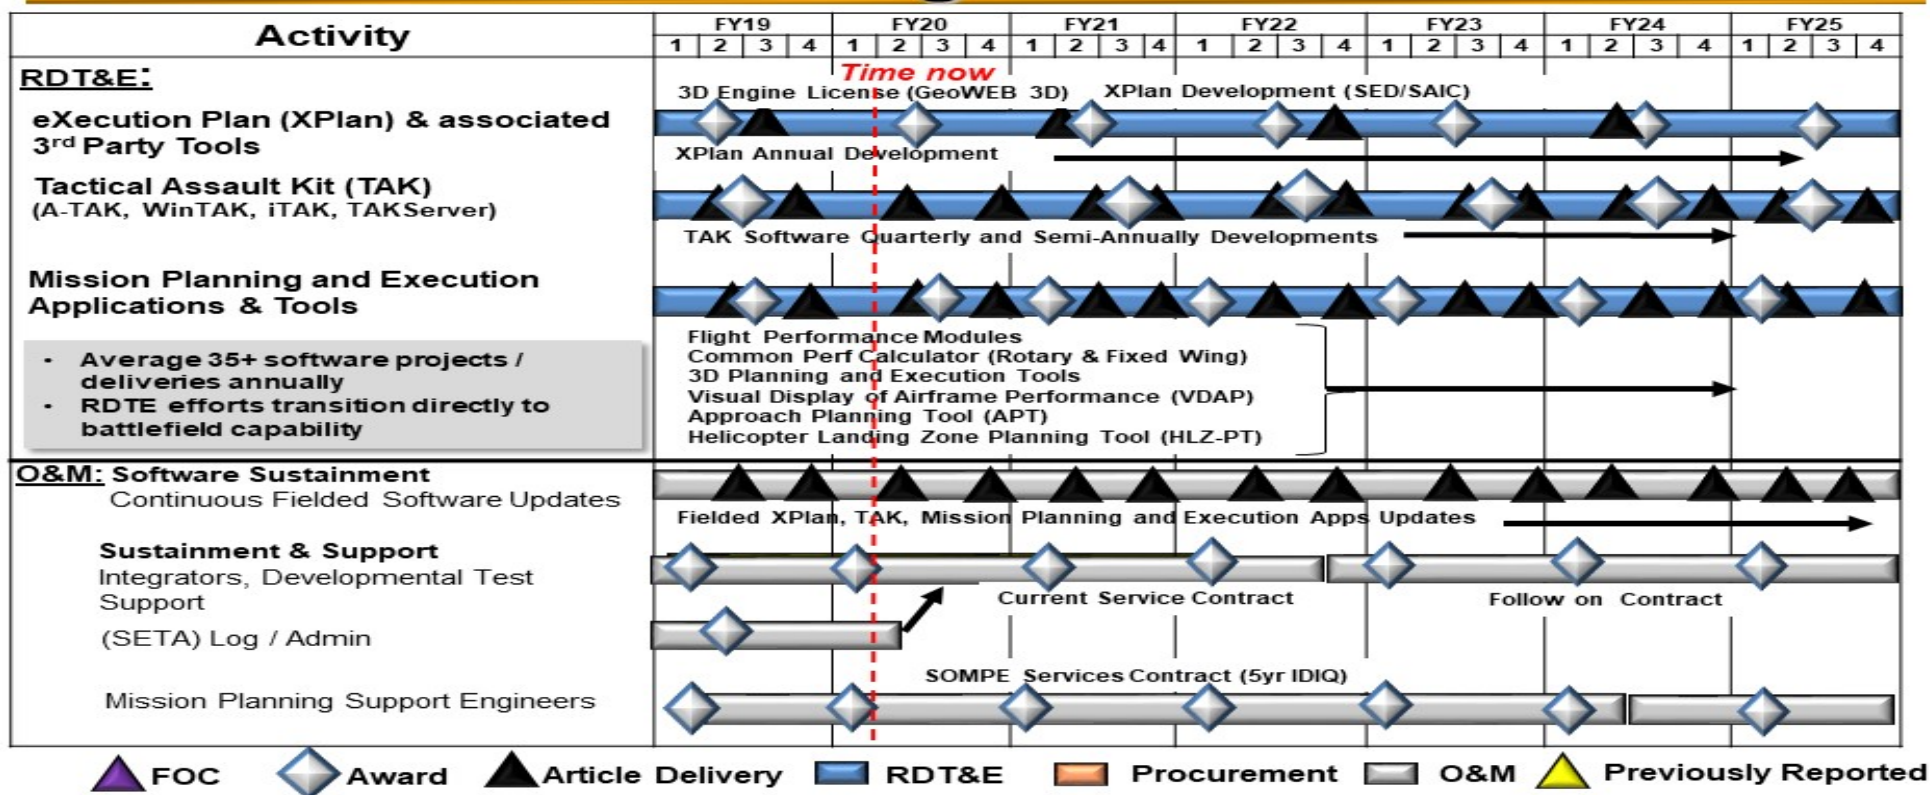 Activity
FY19 FY20 FY21 FY22 FY23 FY24 FY25
1 2 3 4 1 2 3 4 1 2 3 4 1 2 3 4 1 2 3 4 1 2 3 4 1 2 3 4
RDT&E:
Time now
3D Engine License (GeoWEB 3D) XPlan Development (SED/SAIC)
eXecution Plan (XPlan) & associated
3rd Party Tools
XPlan Annual Development
Tactical Assault Kit (TAK)
(A-TAK, WinTAK, iTAK, TAKServer)
TAK Software Quarterly and Semi-Annually Developments
Mission Planning and Execution
Applications & Tools
Flight Performance Modules
Common Perf Calculator (Rotary & Fixed Wing)
3D Planning and Execution Tools
Visual Display of Airframe Performance (VDAP)
Approach Planning Tool (APT)
Helicopter Landing Zone Planning Tool (HLZ-PT)
• Average 35+ software projects /
deliveries annually
• RDTE efforts transition directly to
battlefield capability
O&M: Software Sustainment
Continuous Fielded Software Updates
Fielded XPlan, TAK, Mission Planning and Execution Apps Updates
Sustainment & Support
Integrators, Developmental Test
Support
Current Service Contract
Follow on Contract
(SETA) Log / Admin
SOMPE Services Contract (5yr IDIQ)
Mission Planning Support Engineers
FOC Award Article Delivery RDT&E Procurement O&M Previously Reported